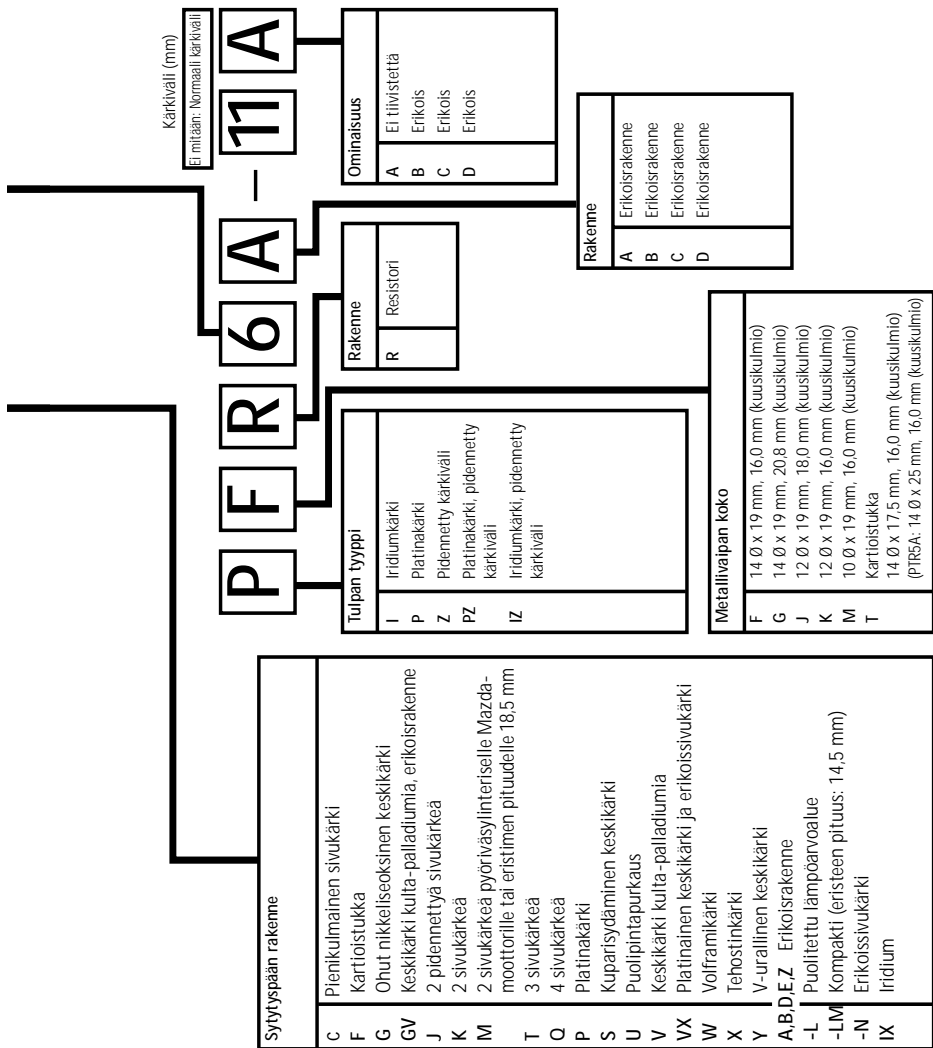 Kärkiväli (mm)
Ei mitään: Normaali kärkiväli
P F R 6 A – 11 A
Ominaisuus
A Ei tiivistettä
B Erikois
C Erikois
D Erikois
Rakenne
A Erikoisrakenne
B Erikoisrakenne
C Erikoisrakenne
D Erikoisrakenne
Rakenne
R Resistori
Tulpan tyyppi
I Iridiumkärki
P Platinakärki
Z Pidennetty kärkiväli
PZ Platinakärki, pidennetty
kärkiväli
IZ Iridiumkärki, pidennetty
kärkiväli
Metallivaipan koko
F 14 Ø x 19 mm, 16,0 mm (kuusikulmio)
G 14 Ø x 19 mm, 20,8 mm (kuusikulmio)
J 12 Ø x 19 mm, 18,0 mm (kuusikulmio)
K 12 Ø x 19 mm, 16,0 mm (kuusikulmio)
M 10 Ø x 19 mm, 16,0 mm (kuusikulmio)
T Kartioistukka
14 Ø x 17,5 mm, 16,0 mm (kuusikulmio)
(PTR5A: 14 Ø x 25 mm, 16,0 mm (kuusikulmio)
Sytytyspään rakenne
C Pienikulmainen sivukärki
F Kartioistukka
G Ohut nikkeliseoksinen keskikärki
GV Keskikärki kulta-palladiumia, erikoisrakenne
J 2 pidennettyä sivukärkeä
K 2 sivukärkeä
M 2 sivukärkeä pyöriväsylinteriselle Mazda-
moottorille tai eristimen pituudelle 18,5 mm
T 3 sivukärkeä
Q 4 sivukärkeä
P Platinakärki
S Kuparisydäminen keskikärki
U Puolipintapurkaus
V Keskikärki kulta-palladiumia
VX Platinainen keskikärki ja erikoissivukärki
W Volframikärki
X Tehostinkärki
Y V-urallinen keskikärki
A,B,D,E,Z Erikoisrakenne
-L Puolitettu lämpöarvoalue
-LM Kompakti (eristeen pituus: 14,5 mm)
-N Erikoissivukärki
IX Iridium